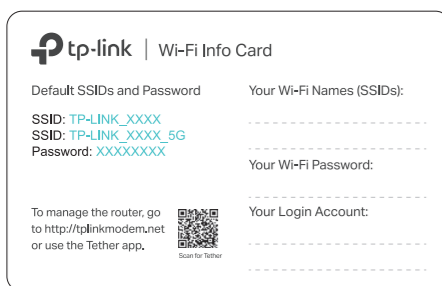 tp-link | Wi-Fi Info Card
Default SSIDs and Password
SSID: TP-LINK_XXXX
SSID: TP-LINK_XXXX_5G
Password: XXXXXXXX
To manage the router, go
to http://tplinkmodem.net
or use the Tether app.
Scan for Tether
Your Wi-Fi Names (SSIDs):
Your Wi-Fi Password:
Your Login Account: